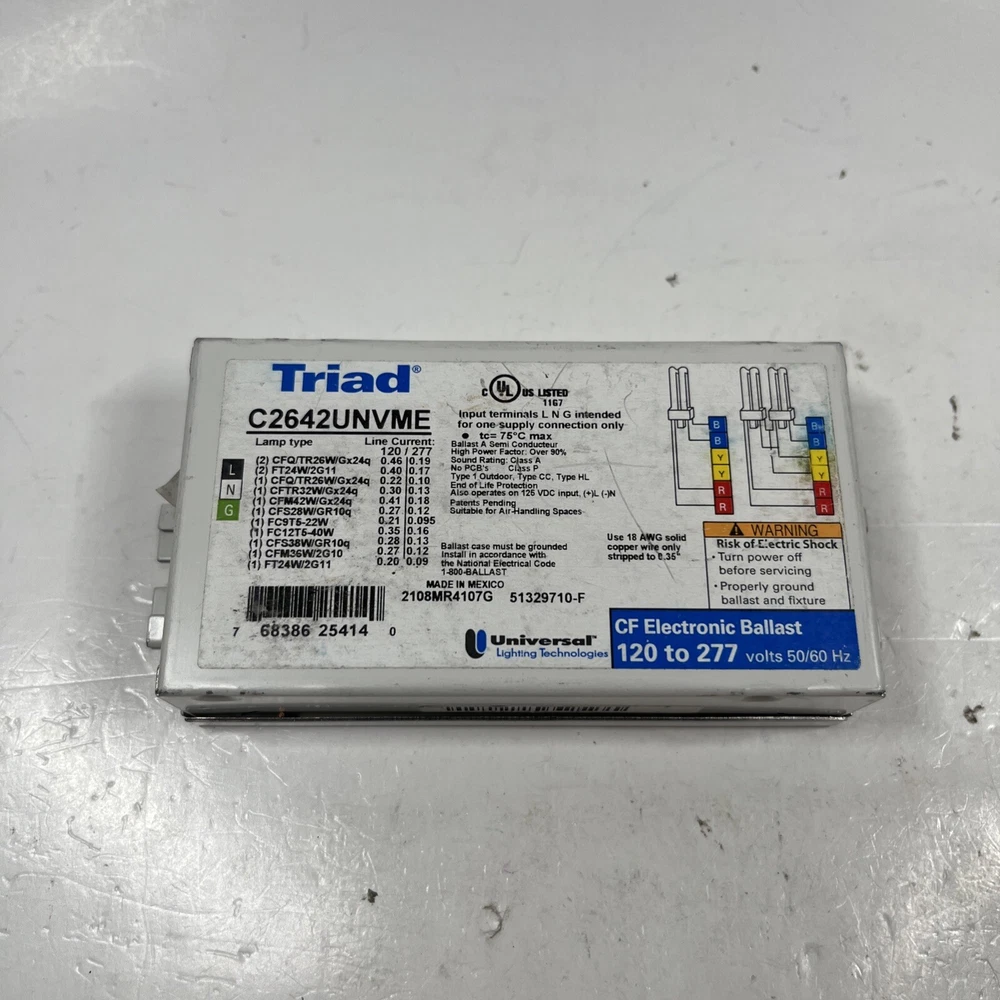 Triad®
C2642UNVME
Lamp type Line Current:
120 / 277
(2) CFQ/TR26W/Gx24q 0.46 0.19
(2) FT24W/2G11 0.40 0.17
(1) CFQ/TR26W/Gx24q 0.22 0.10
(1) CFTR32W/Gx24q 0.30 0.13
(1) CFM42W/Gx24q 0.41 0.18
(1) CFS28W/GR10q 0.27 0.12
(1) FC9T5-22W 0.21 0.095
(1) FC12T5-40W 0.35 0.16
(1) CFS38W/GR10q 0.28 0.13
(1) CFM36W/2G10 0.27 0.12
(1) FT24W/2G11 0.20 0.09
L
N
G
7 68386 25414 0
C UL US LISTED
1167
Input terminals L N G intended
for one supply connection only
• tc= 75°C max
Ballast A Semi Conducteur
High Power Factor: Over 90%
Sound Rating: Class A
No PCB's Class P
Type 1 Outdoor, Type CC, Type HL
End of Life Protection
Also operates on 125 VDC input, (+)L (-)N
Patents Pending
Suitable for Air-Handling Spaces
Ballast case must be grounded
Install in accordance with
the National Electrical Code
1-800-BALLAST
MADE IN MEXICO
2108MR4107G 51329710-F
Use 18 AWG solid
copper wire only
stripped to 0.35"
Universal™
Lighting Technologies
B
B
Y
Y
R
R
B
B
Y
Y
R
R
WARNING
Risk of Electric Shock
• Turn power off
before servicing
• Properly ground
ballast and fixture
CF Electronic Ballast
120 to 277 volts 50/60 Hz